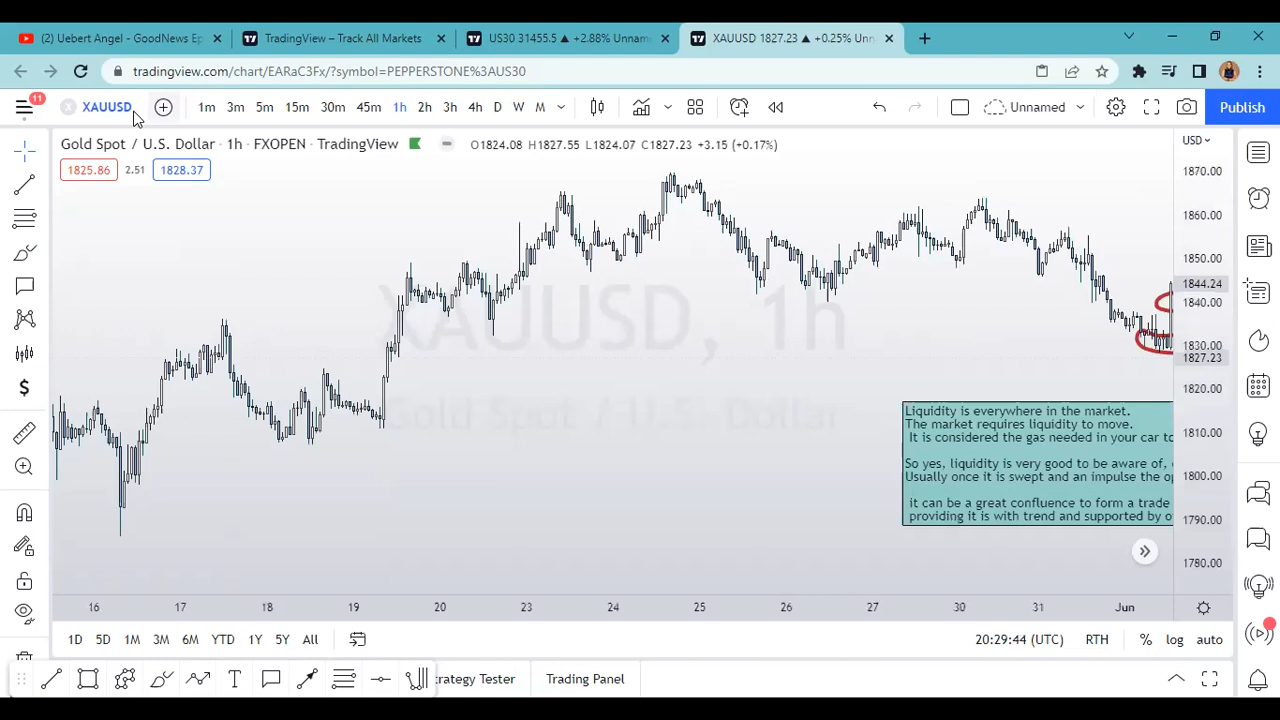 (2) Uebert Angel - GoodNews Ep
TradingView – Track All Markets
US30 31455.5 ▲ +2.88% Unnam
XAUUSD 1827.23 ▲ +0.25% Unn
tradingview.com/chart/EARaC3Fx/?symbol=PEPPERSTONE%3AUS30
11 XAUUSD 1m 3m 5m 15m 30m 45m 1h 2h 3h 4h D W M Unnamed Publish
Gold Spot / U.S. Dollar · 1h · FXOPEN · TradingView O1824.08 H1827.55 L1824.07 C1827.23 +3.15 (+0.17%) USD
1825.86 2.51 1828.37
XAUUSD, 1h
Gold Spot / U.S. Dollar
1870.00
1860.00
1850.00
1844.24
1840.00
1830.00
1827.23
1820.00
1810.00
1800.00
1790.00
1780.00
Liquidity is everywhere in the market.
The market requires liquidity to move.
It is considered the gas needed in your car to
So yes, liquidity is very good to be aware of,
Usually once it is swept and an impulse the op
it can be a great confluence to form a trade
providing it is with trend and supported by o
16 17 18 19 20 23 24 25 26 27 30 31 Jun
1D 5D 1M 3M 6M YTD 1Y 5Y All 20:29:44 (UTC) RTH % log auto
trategy Tester Trading Panel